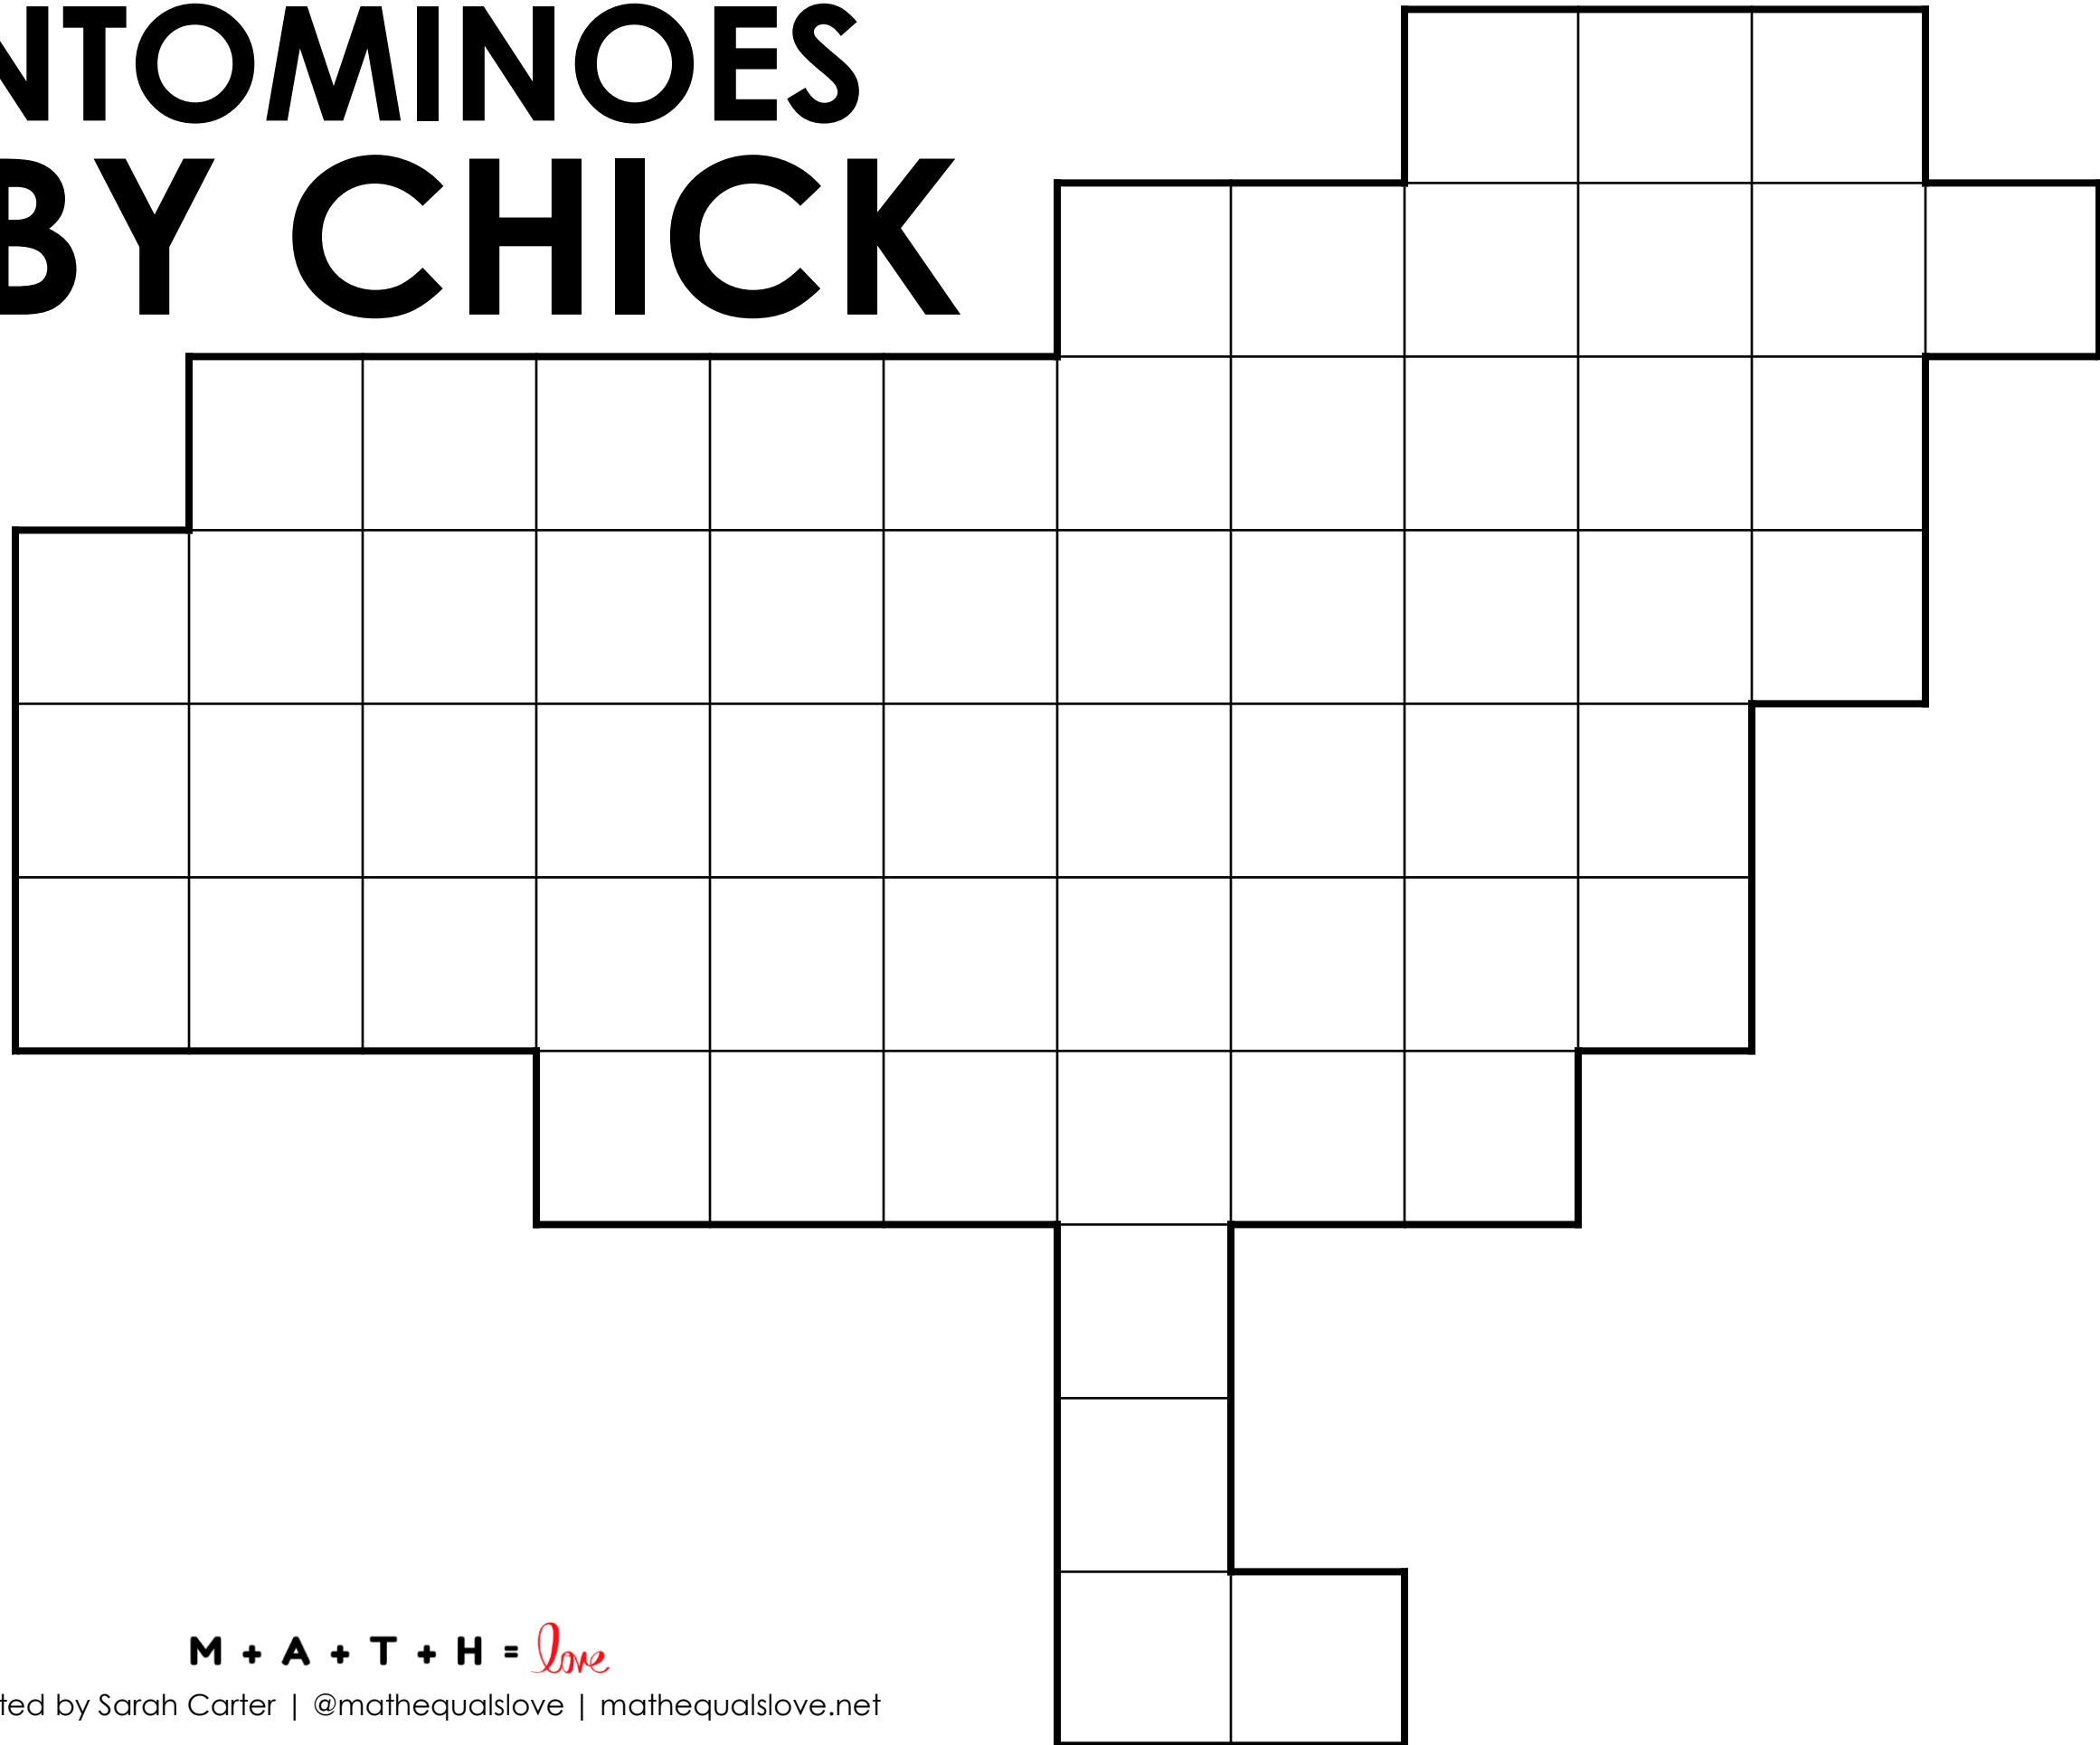 NTOMINOES
BY CHICK
M + A + T + H = love
ted by Sarah Carter | @mathequalslove | mathequalslove.net